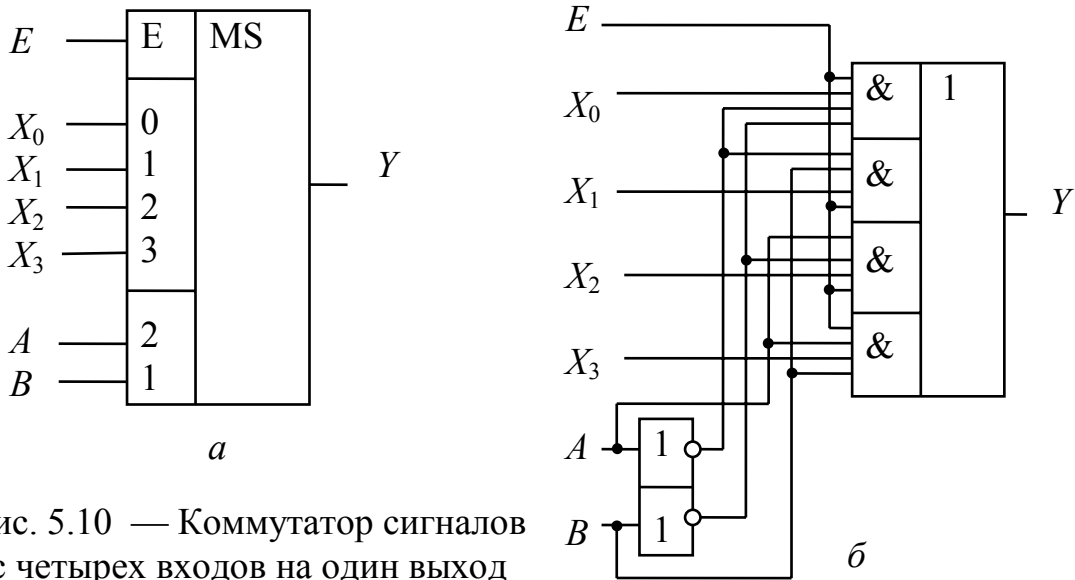 E E MS
X0 0
X1 1
X2 2
X3 3
Y
A 2
B 1
а
E
X0 & 1
X1 &
X2 &
X3 &
Y
A 1
B 1
б
ис. 5.10 — Коммутатор сигналов
с четырех входов на один выход